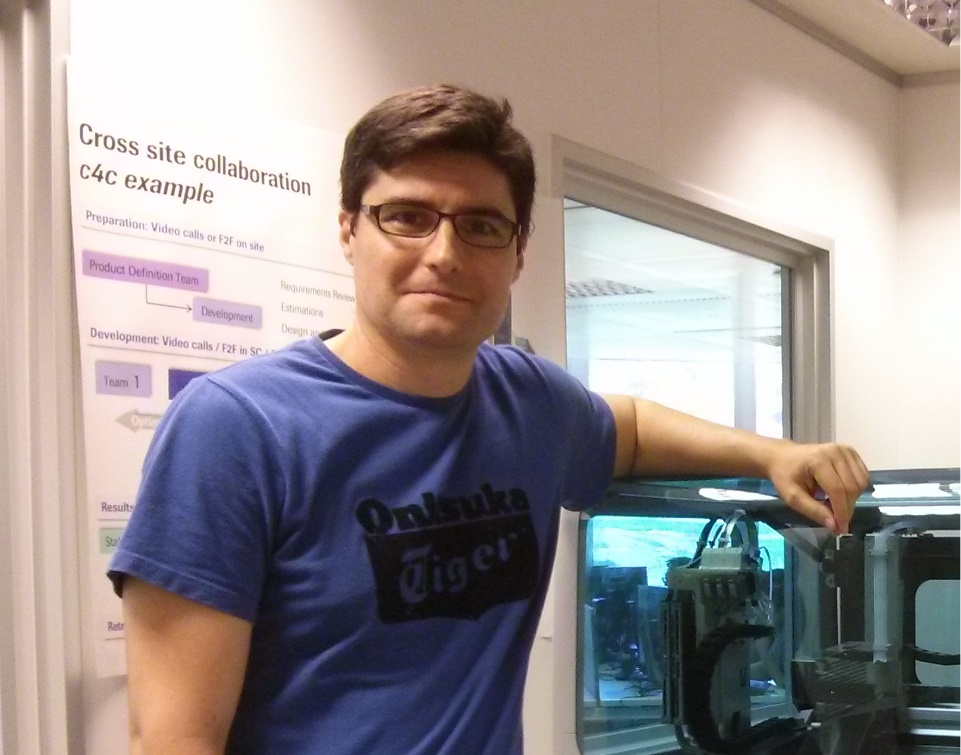 Cross site collaboration
c4c example
Preparation: Video calls or F2F on site
Product Definition Team
Requirements Review
Development
Estimations
Design
Development: Video calls / F2F in
Team 1
Results
Onitsuka
Tiger